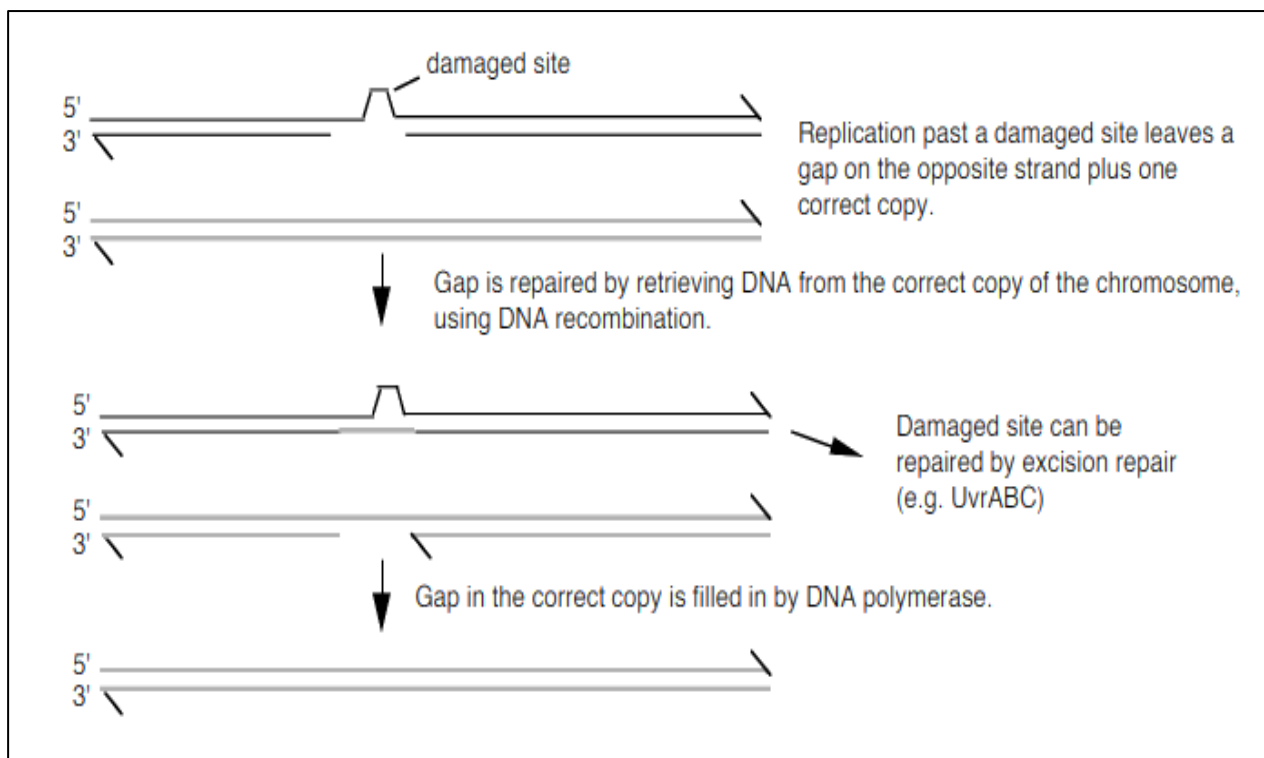 damaged site
5'
3'
Replication past a damaged site leaves a
gap on the opposite strand plus one
correct copy.
5'
3'
Gap is repaired by retrieving DNA from the correct copy of the chromosome,
using DNA recombination.
5'
3'
Damaged site can be
repaired by excision repair
(e.g. UvrABC)
5'
3'
Gap in the correct copy is filled in by DNA polymerase.
5'
3'